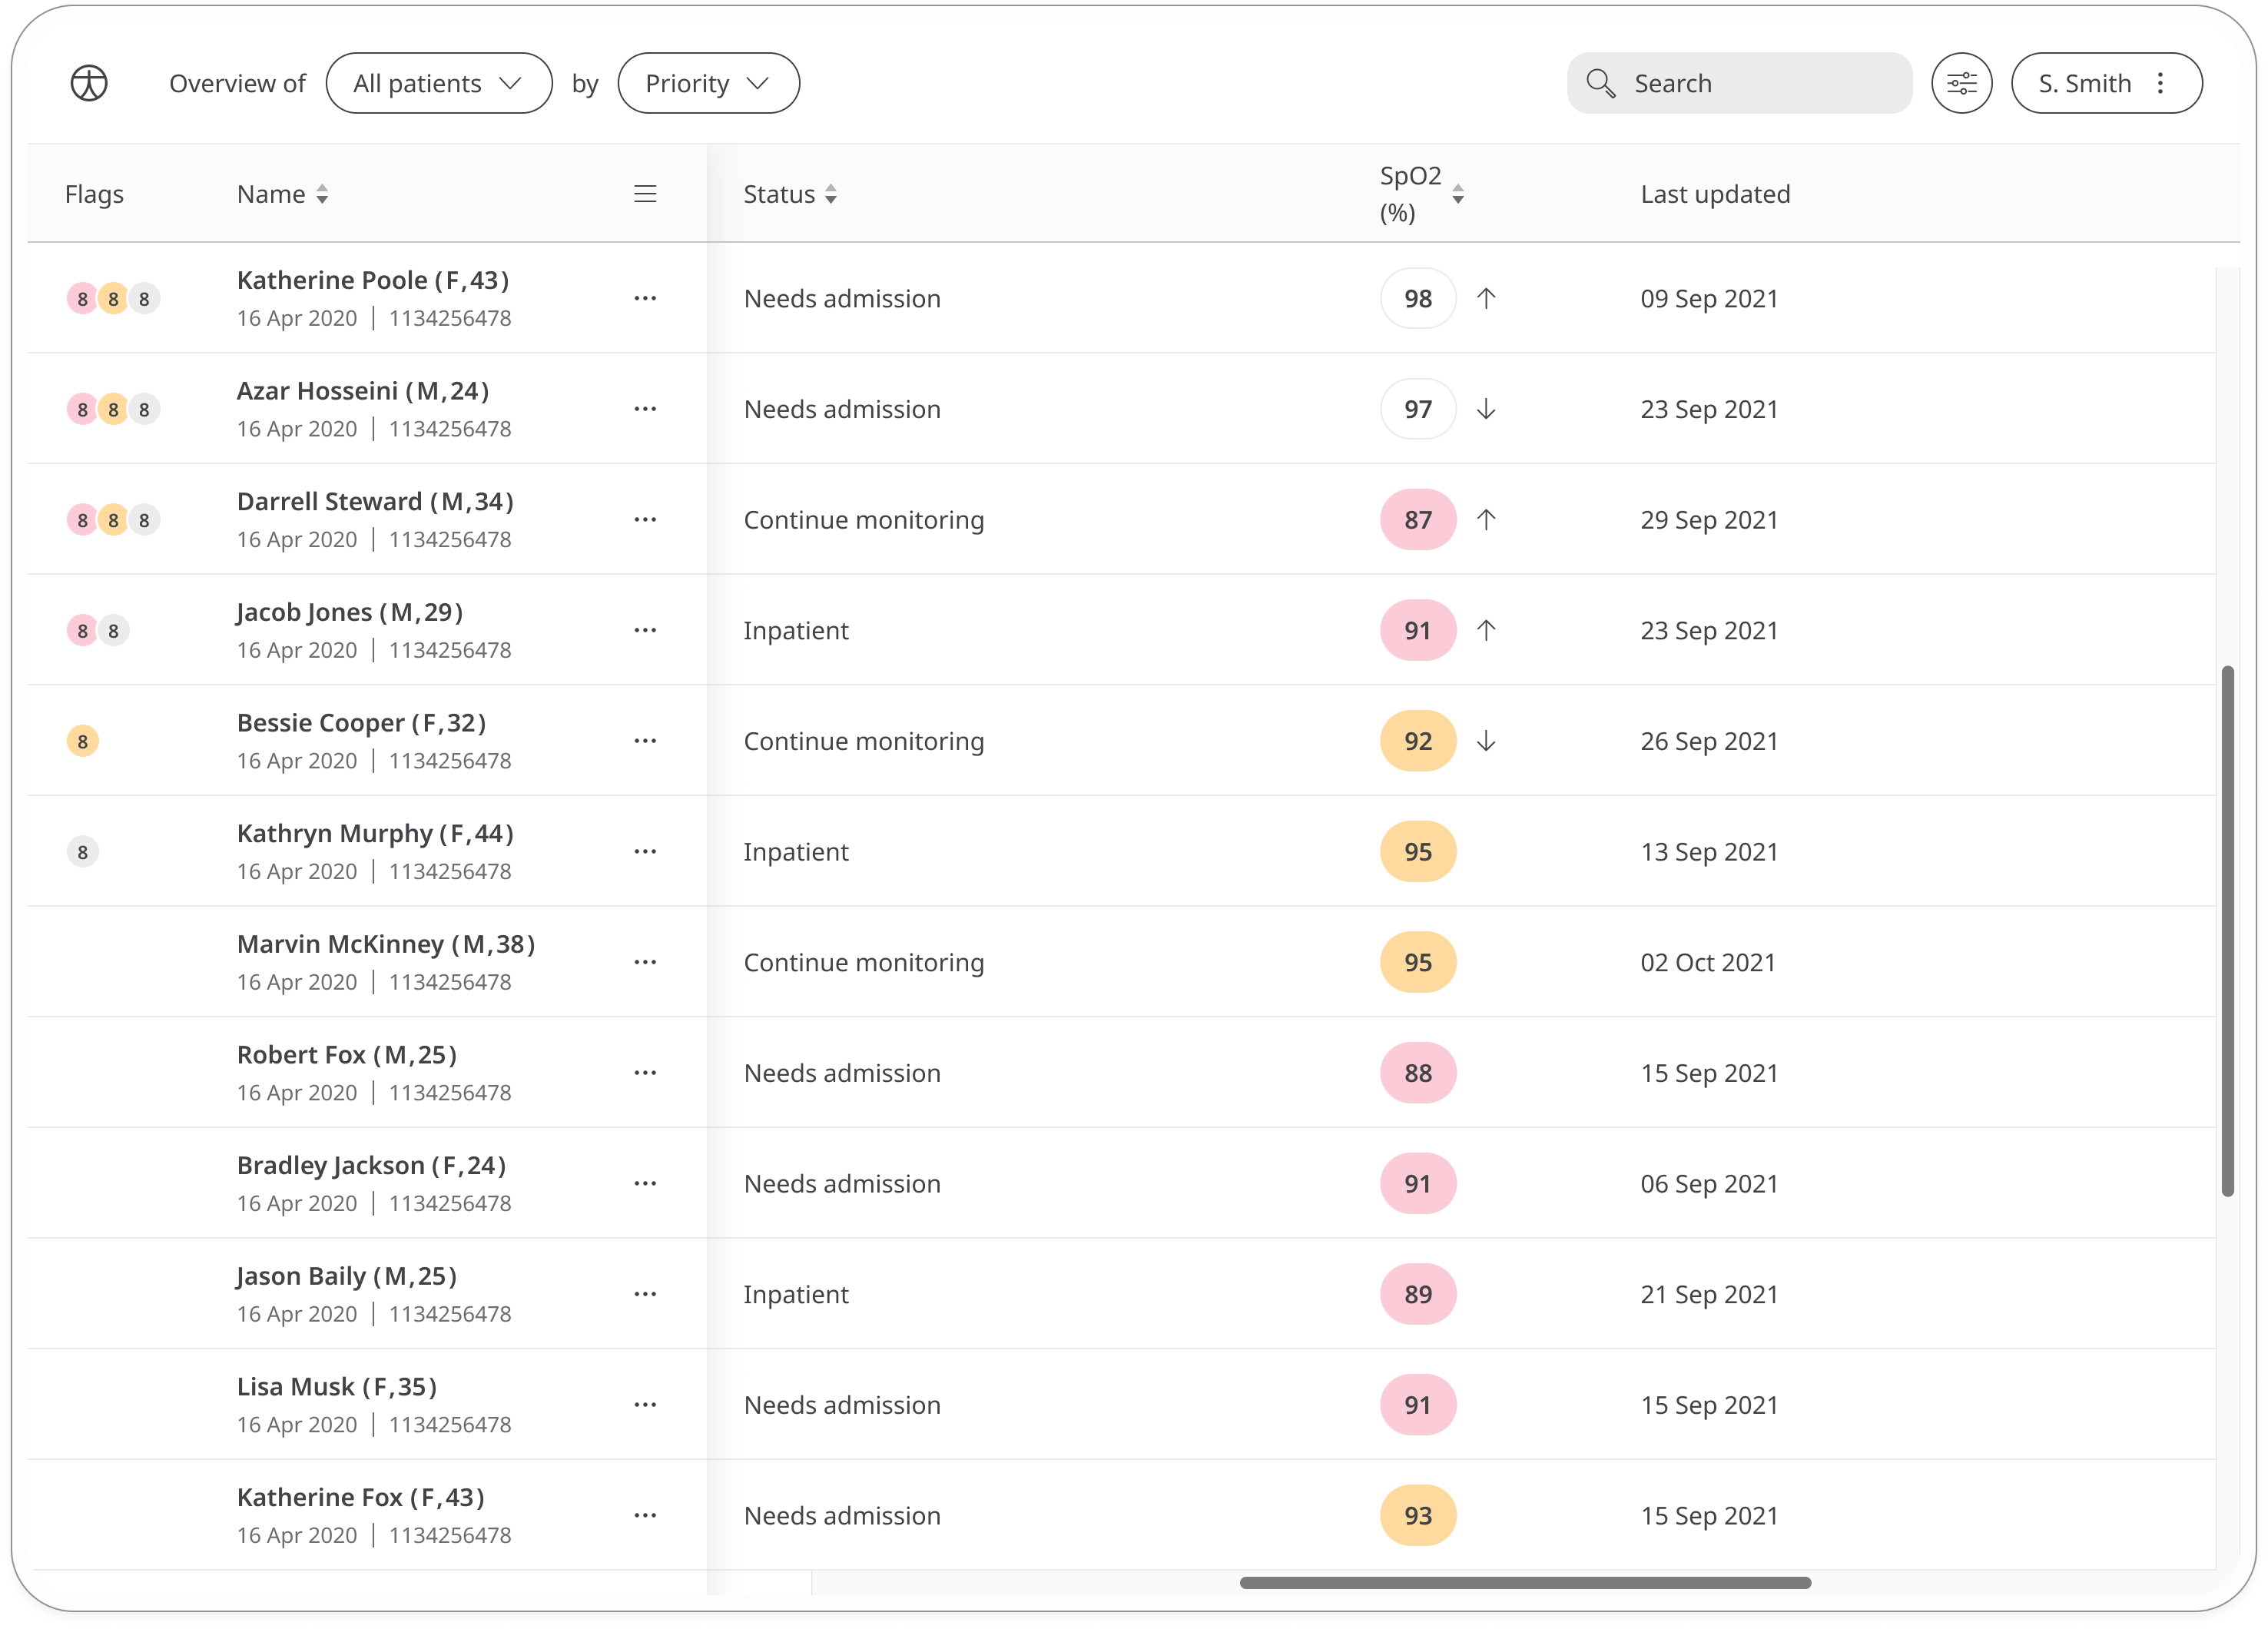 Overview of All patients by Priority Search S. Smith
Flags Name Status SpO2 (%) Last updated
8 8 8 Katherine Poole (F,43) Needs admission 98 09 Sep 2021
16 Apr 2020 | 1134256478
8 8 8 Azar Hosseini (M,24) Needs admission 97 23 Sep 2021
16 Apr 2020 | 1134256478
8 8 8 Darrell Steward (M,34) Continue monitoring 87 29 Sep 2021
16 Apr 2020 | 1134256478
8 8 Jacob Jones (M,29) Inpatient 91 23 Sep 2021
16 Apr 2020 | 1134256478
8 Bessie Cooper (F,32) Continue monitoring 92 26 Sep 2021
16 Apr 2020 | 1134256478
8 Kathryn Murphy (F,44) Inpatient 95 13 Sep 2021
16 Apr 2020 | 1134256478
Marvin McKinney (M,38) Continue monitoring 95 02 Oct 2021
16 Apr 2020 | 1134256478
Robert Fox (M,25) Needs admission 88 15 Sep 2021
16 Apr 2020 | 1134256478
Bradley Jackson (F,24) Needs admission 91 06 Sep 2021
16 Apr 2020 | 1134256478
Jason Baily (M,25) Inpatient 89 21 Sep 2021
16 Apr 2020 | 1134256478
Lisa Musk (F,35) Needs admission 91 15 Sep 2021
16 Apr 2020 | 1134256478
Katherine Fox (F,43) Needs admission 93 15 Sep 2021
16 Apr 2020 | 1134256478